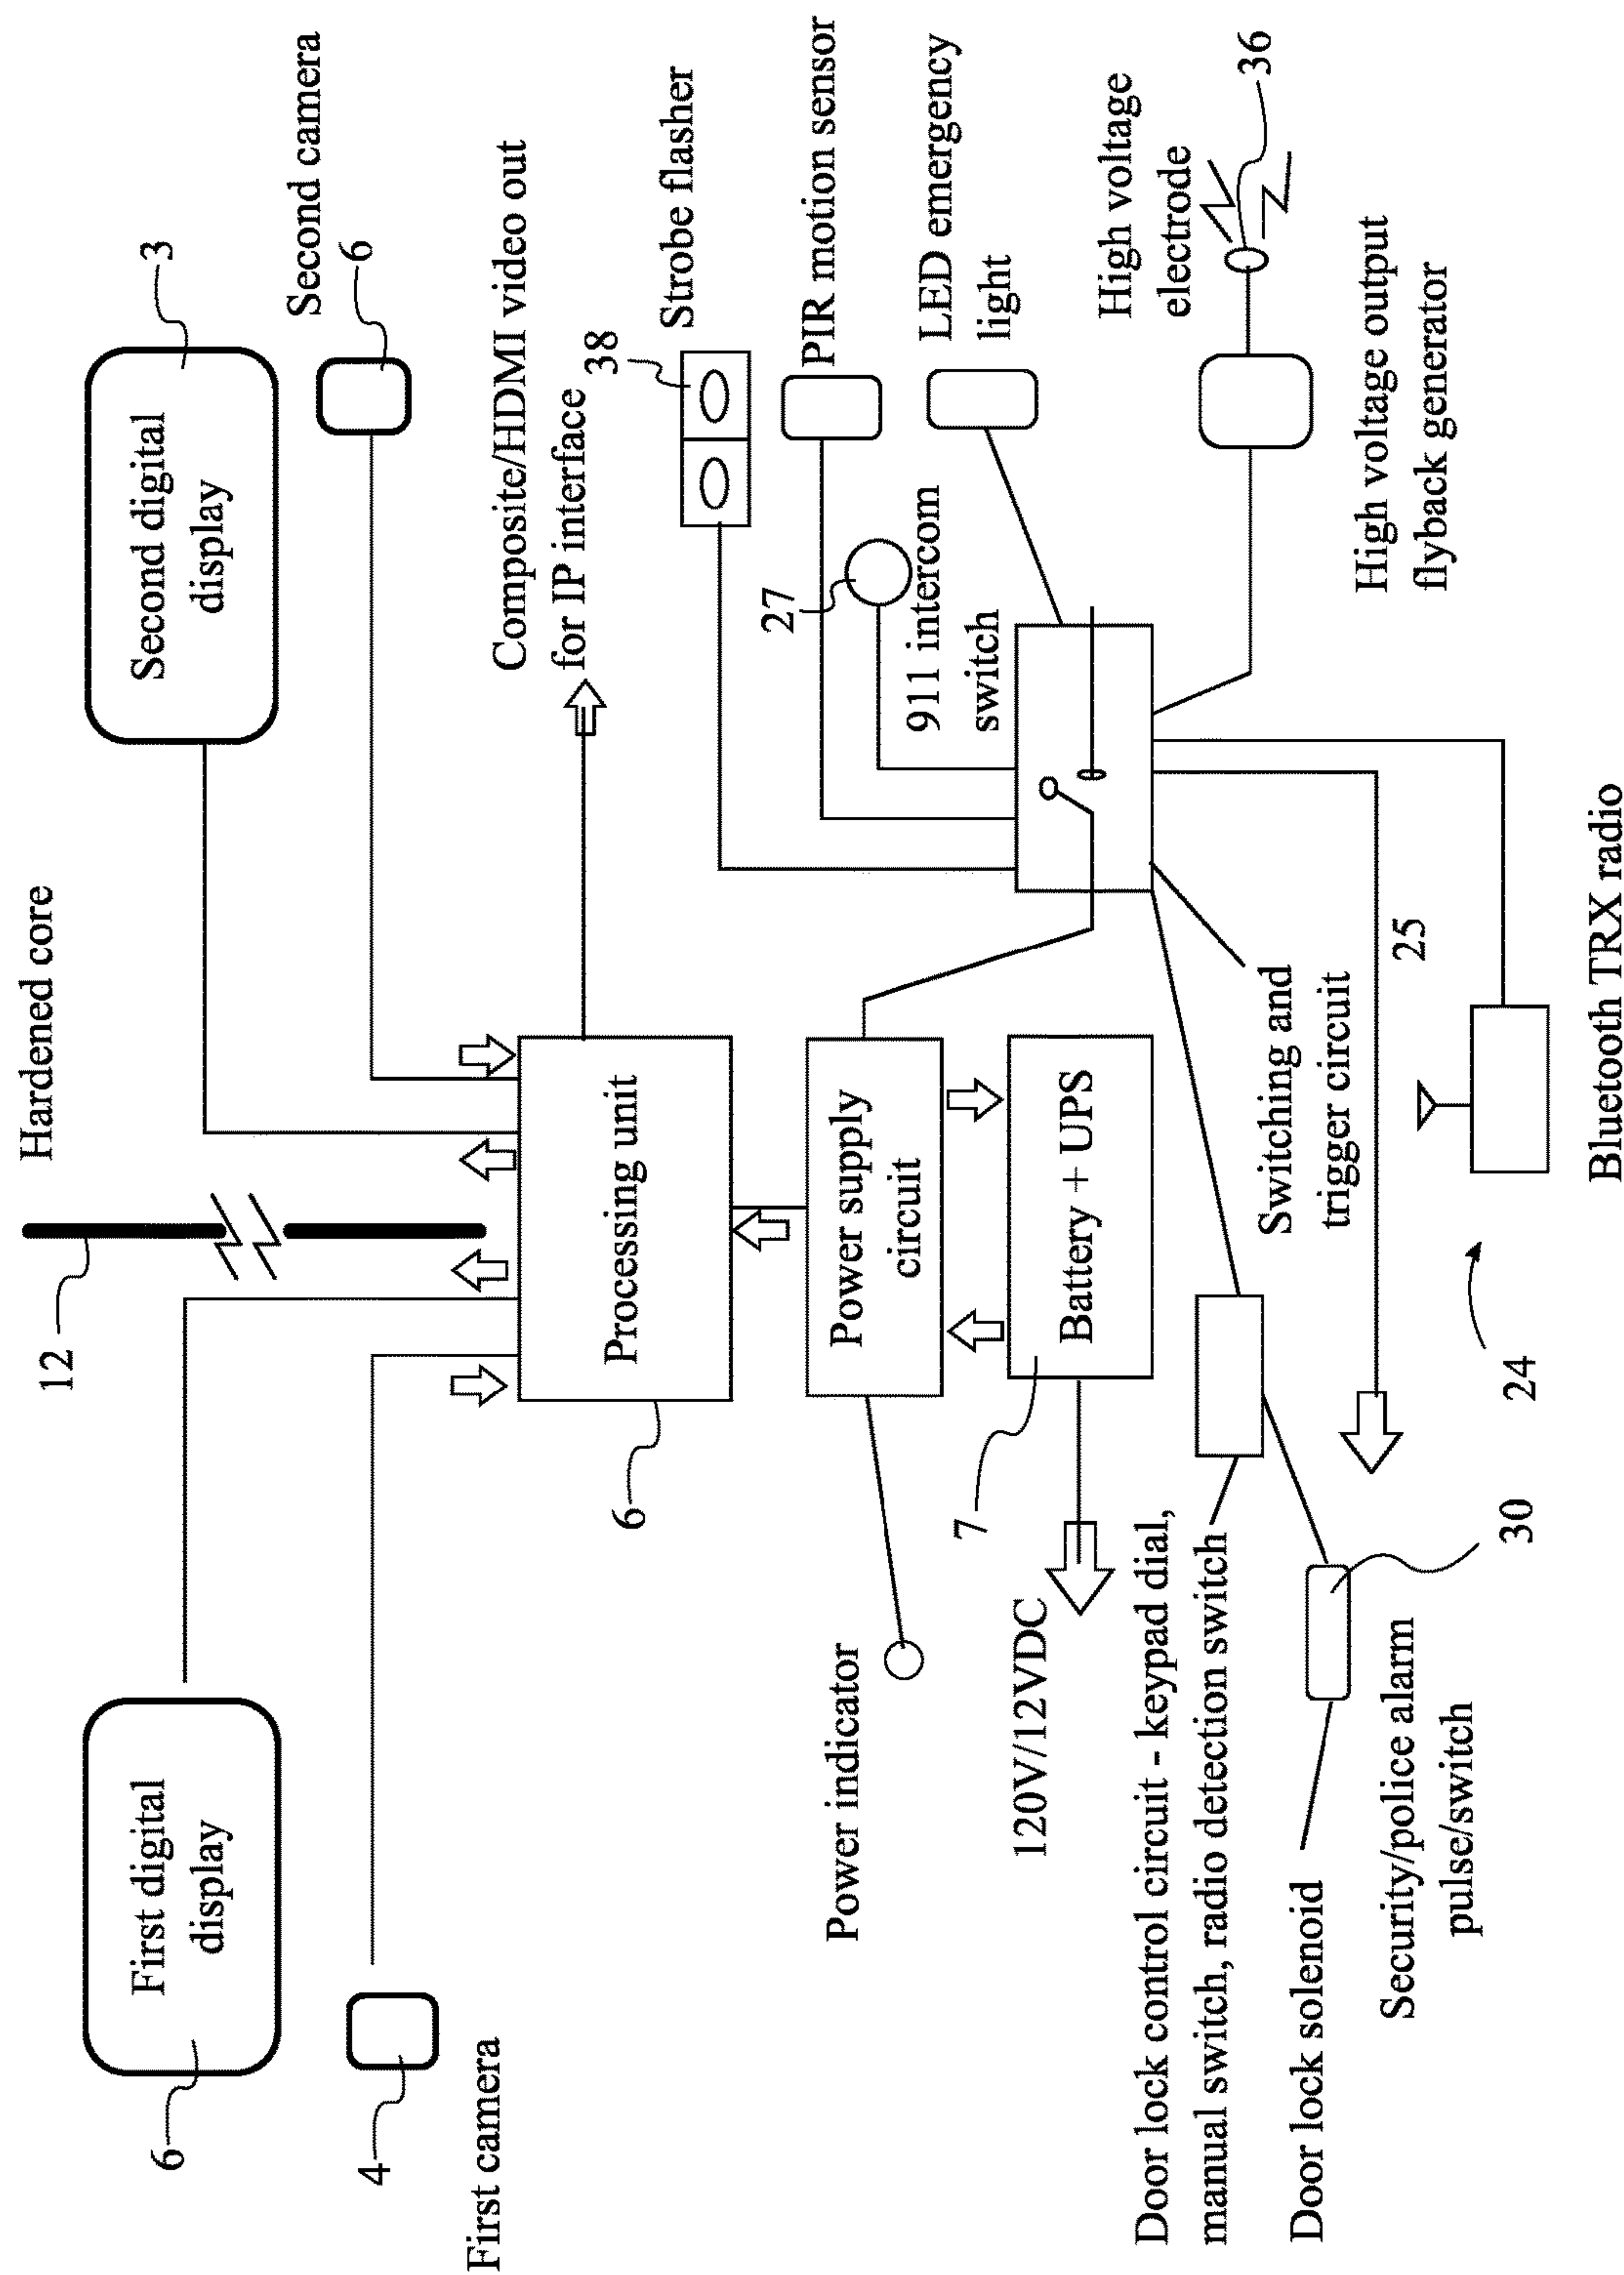 Hardened core
12
First digital
display
6
Second digital
display
3
4
First camera
Second camera
6
Composite/HDMI video out
for IP interface
Processing unit
6
38
Strobe flasher
PIR motion sensor
27
911 intercom
switch
LED emergency
light
Power supply
circuit
Power indicator
Battery + UPS
7
120V/12VDC
High voltage
electrode
36
High voltage output
flyback generator
Switching and
trigger circuit
Door lock control circuit - keypad dial,
manual switch, radio detection switch
Door lock solenoid
30
Security/police alarm
pulse/switch
25
24
Bluetooth TRX radio